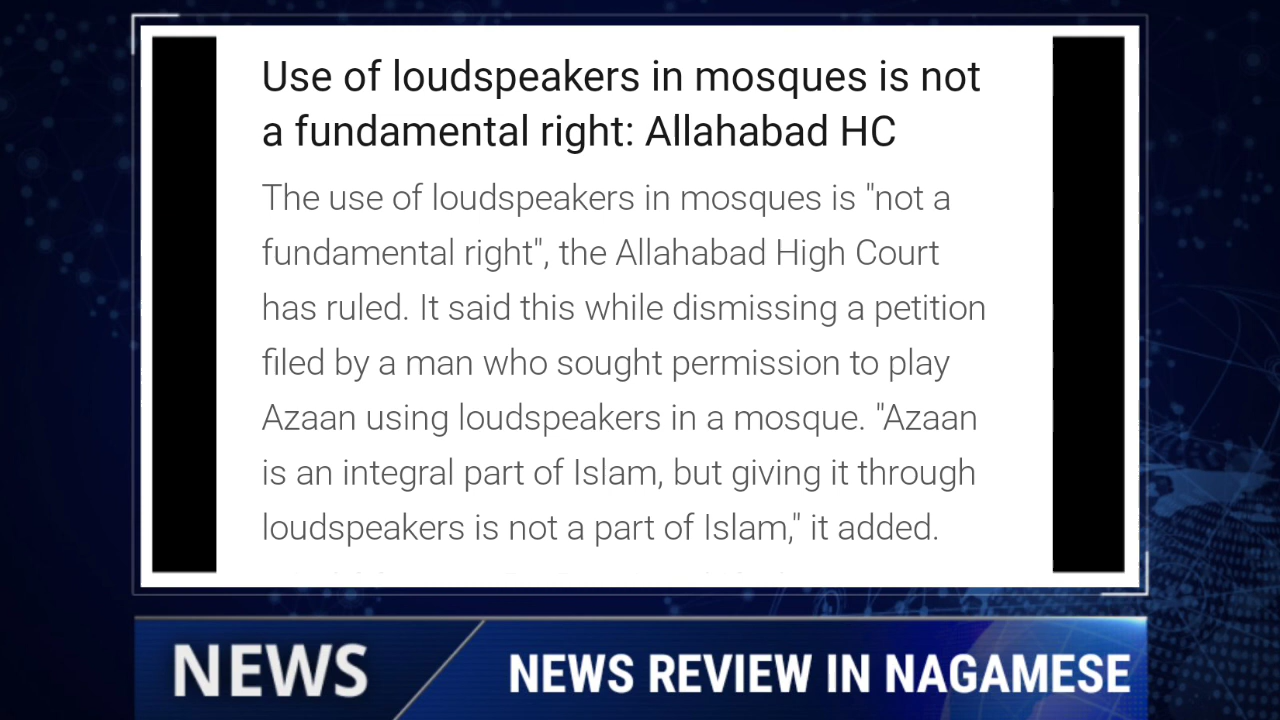 Use of loudspeakers in mosques is not
a fundamental right: Allahabad HC
The use of loudspeakers in mosques is "not a
fundamental right", the Allahabad High Court
has ruled. It said this while dismissing a petition
filed by a man who sought permission to play
Azaan using loudspeakers in a mosque. "Azaan
is an integral part of Islam, but giving it through
loudspeakers is not a part of Islam," it added.
NEWS
NEWS REVIEW IN NAGAMESE